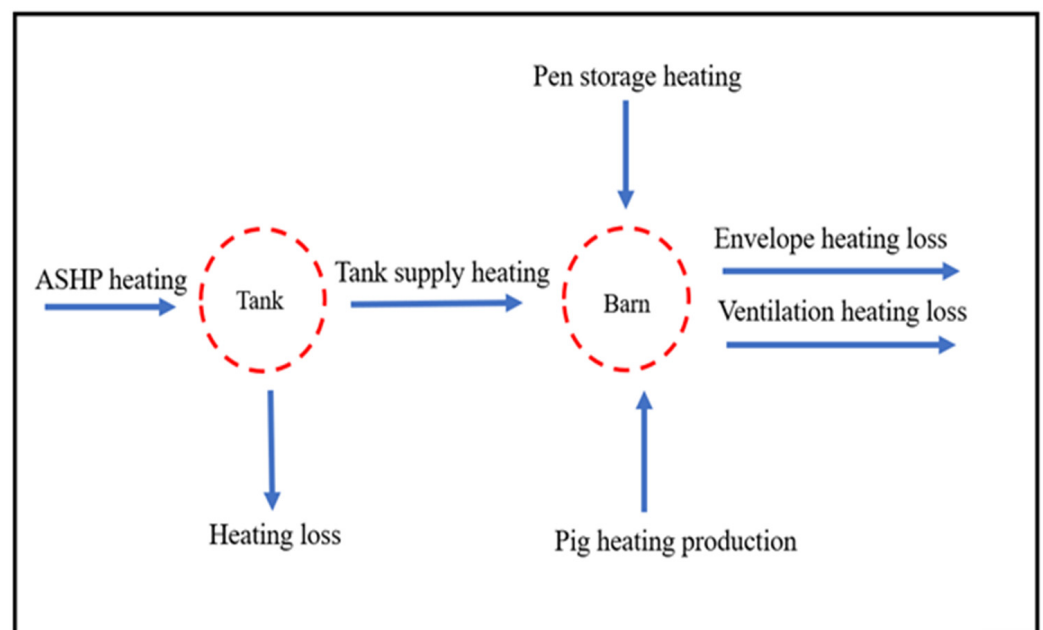 Pen storage heating
Envelope heating loss
ASHP heating
Tank supply heating
Tank
Barn
Ventilation heating loss
Heating loss
Pig heating production